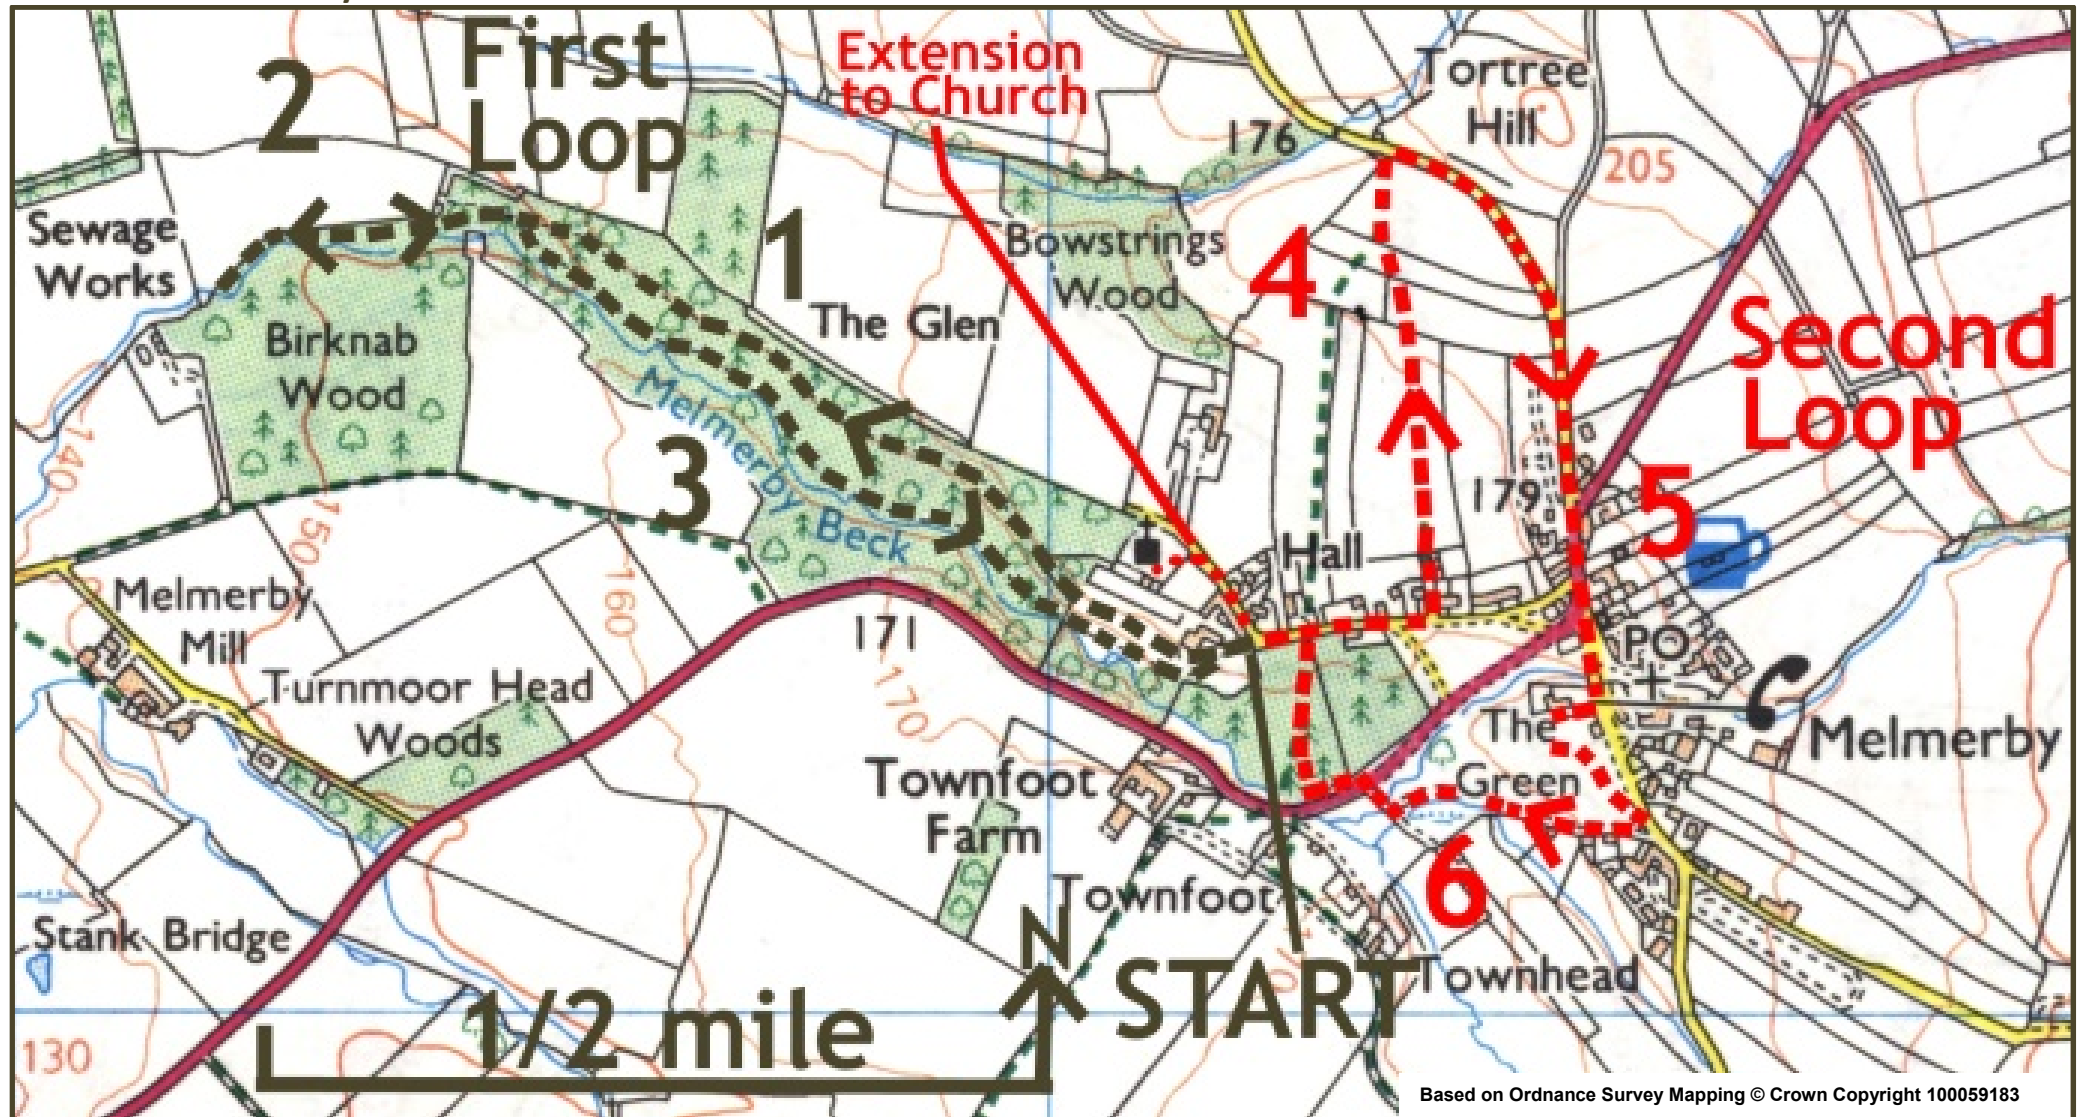 First
Loop
2
Extension
to Church
Tortree
Hill
176
205
Sewage
Works
1
Bowstrings
Wood
4
The Glen
Second
Loop
Birknab
Wood
Melmerby Beck
3
140
150
160
179
5
Hall
Melmerby
Mill
171
PO
Turnmoor Head
Woods
170
The
Green
Melmerby
Townfoot
Farm
6
Townfoot
N
Stank Bridge
START
Townhead
1/2 mile
130
Based on Ordnance Survey Mapping © Crown Copyright 100059183